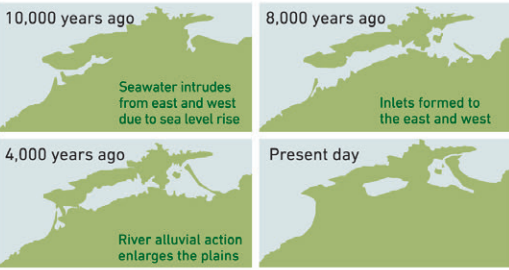 10,000 years ago
Seawater intrudes
from east and west
due to sea level rise
8,000 years ago
Inlets formed to
the east and west
4,000 years ago
River alluvial action
enlarges the plains
Present day